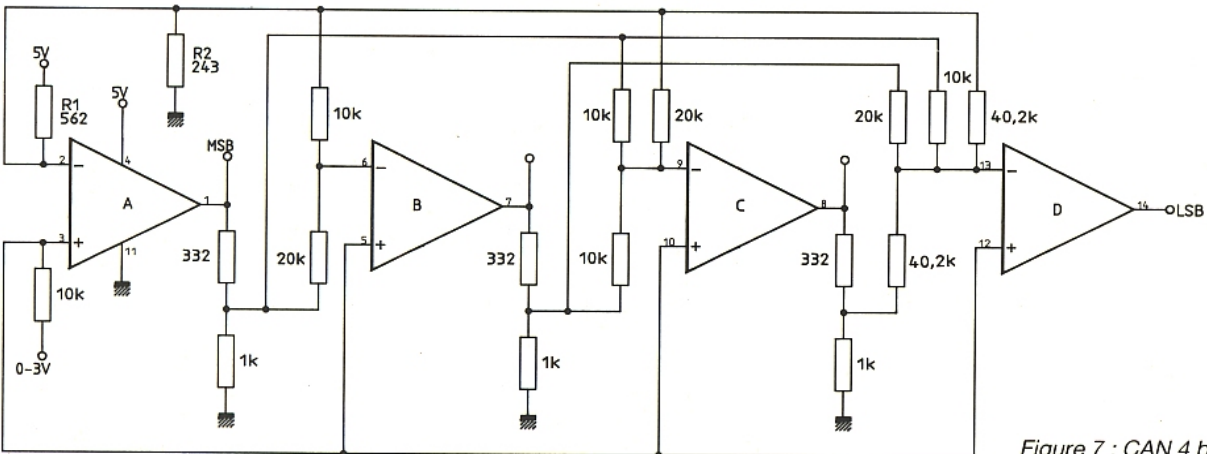 5V
R1
562
5V
2
-
4
A
1
MSB
3
+
11
10k
0-3V
332
1k
R2
243
10k
6
-
B
7
5
+
20k
332
1k
10k
20k
9
-
C
8
10
+
10k
332
1k
20k
10k
40,2k
13
-
D
14
LSB
12
+
40,2k
Figure 7 : CAN 4 b